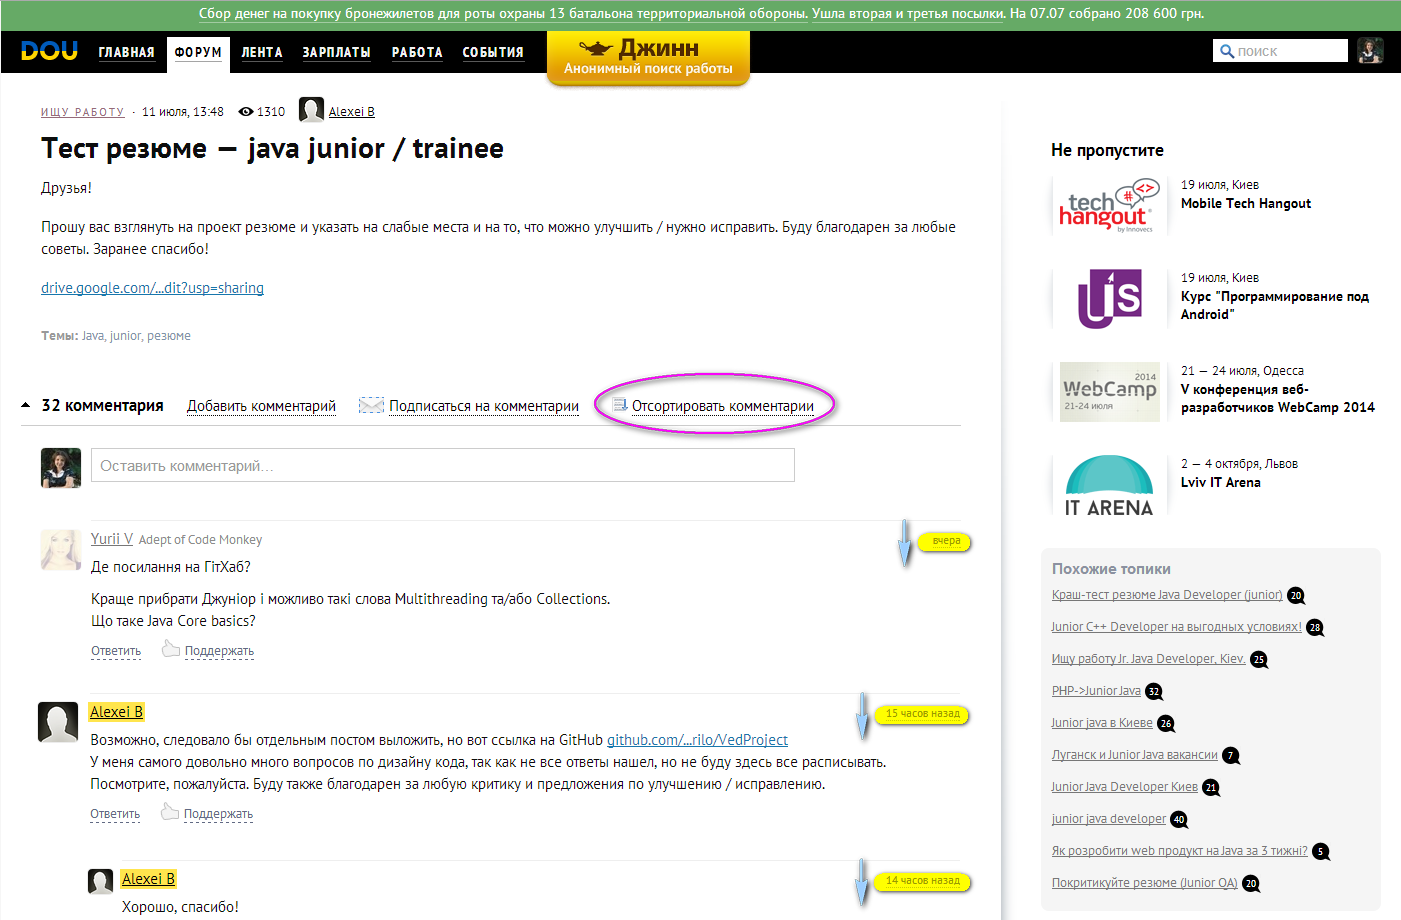 Сбор денег на покупку бронежилетов для роты охраны 13 батальона территориальной обороны. Ушла вторая и третья посылки. На 07.07 собрано 208 600 грн.
DOU ГЛАВНАЯ ФОРУМ ЛЕНТА ЗАРПЛАТЫ РАБОТА СОБЫТИЯ
Джинн
Анонимный поиск работы
поиск
ИЩУ РАБОТУ · 11 июля, 13:48 1310 Alexei B
Тест резюме — java junior / trainee
Друзья!
Прошу вас взглянуть на проект резюме и указать на слабые места и на то, что можно улучшить / нужно исправить. Буду благодарен за любые
советы. Заранее спасибо!
drive.google.com/...dit?usp=sharing
Темы: Java, junior, резюме
32 комментария Добавить комментарий Подписаться на комментарии Отсортировать комментарии
Оставить комментарий...
Yurii V Adept of Code Monkey
вчера
Де посилання на ГітХаб?
Краще прибрати Джуніор і можливо такі слова Multithreading та/або Collections.
Що таке Java Core basics?
Ответить Поддержать
Alexei B
15 часов назад
Возможно, следовало бы отдельным постом выложить, но вот ссылка на GitHub github.com/...rilo/VedProject
У меня самого довольно много вопросов по дизайну кода, так как не все ответы нашел, но не буду здесь все расписывать.
Посмотрите, пожалуйста. Буду также благодарен за любую критику и предложения по улучшению / исправлению.
Ответить Поддержать
Alexei B
14 часов назад
Хорошо, спасибо!
Не пропустите
tech
hangout
by Innovecs
19 июля, Киев
Mobile Tech Hangout
UJS
19 июля, Киев
Курс "Программирование под
Android"
2014
WebCamp
21-24 июля
21 — 24 июля, Одесса
V конференция веб-
разработчиков WebCamp 2014
IT ARENA
2 — 4 октября, Львов
Lviv IT Arena
Похожие топики
Краш-тест резюме Java Developer (junior) 20
Junior C++ Developer на выгодных условиях! 28
Ищу работу Jr. Java Developer, Kiev. 25
PHP->Junior Java 32
Junior java в Киеве 26
Луганск и Junior Java вакансии 7
Junior Java Developer Киев 21
junior java developer 40
Як розробити web продукт на Java за 3 тижні? 5
Покритикуйте резюме (Junior QA) 20